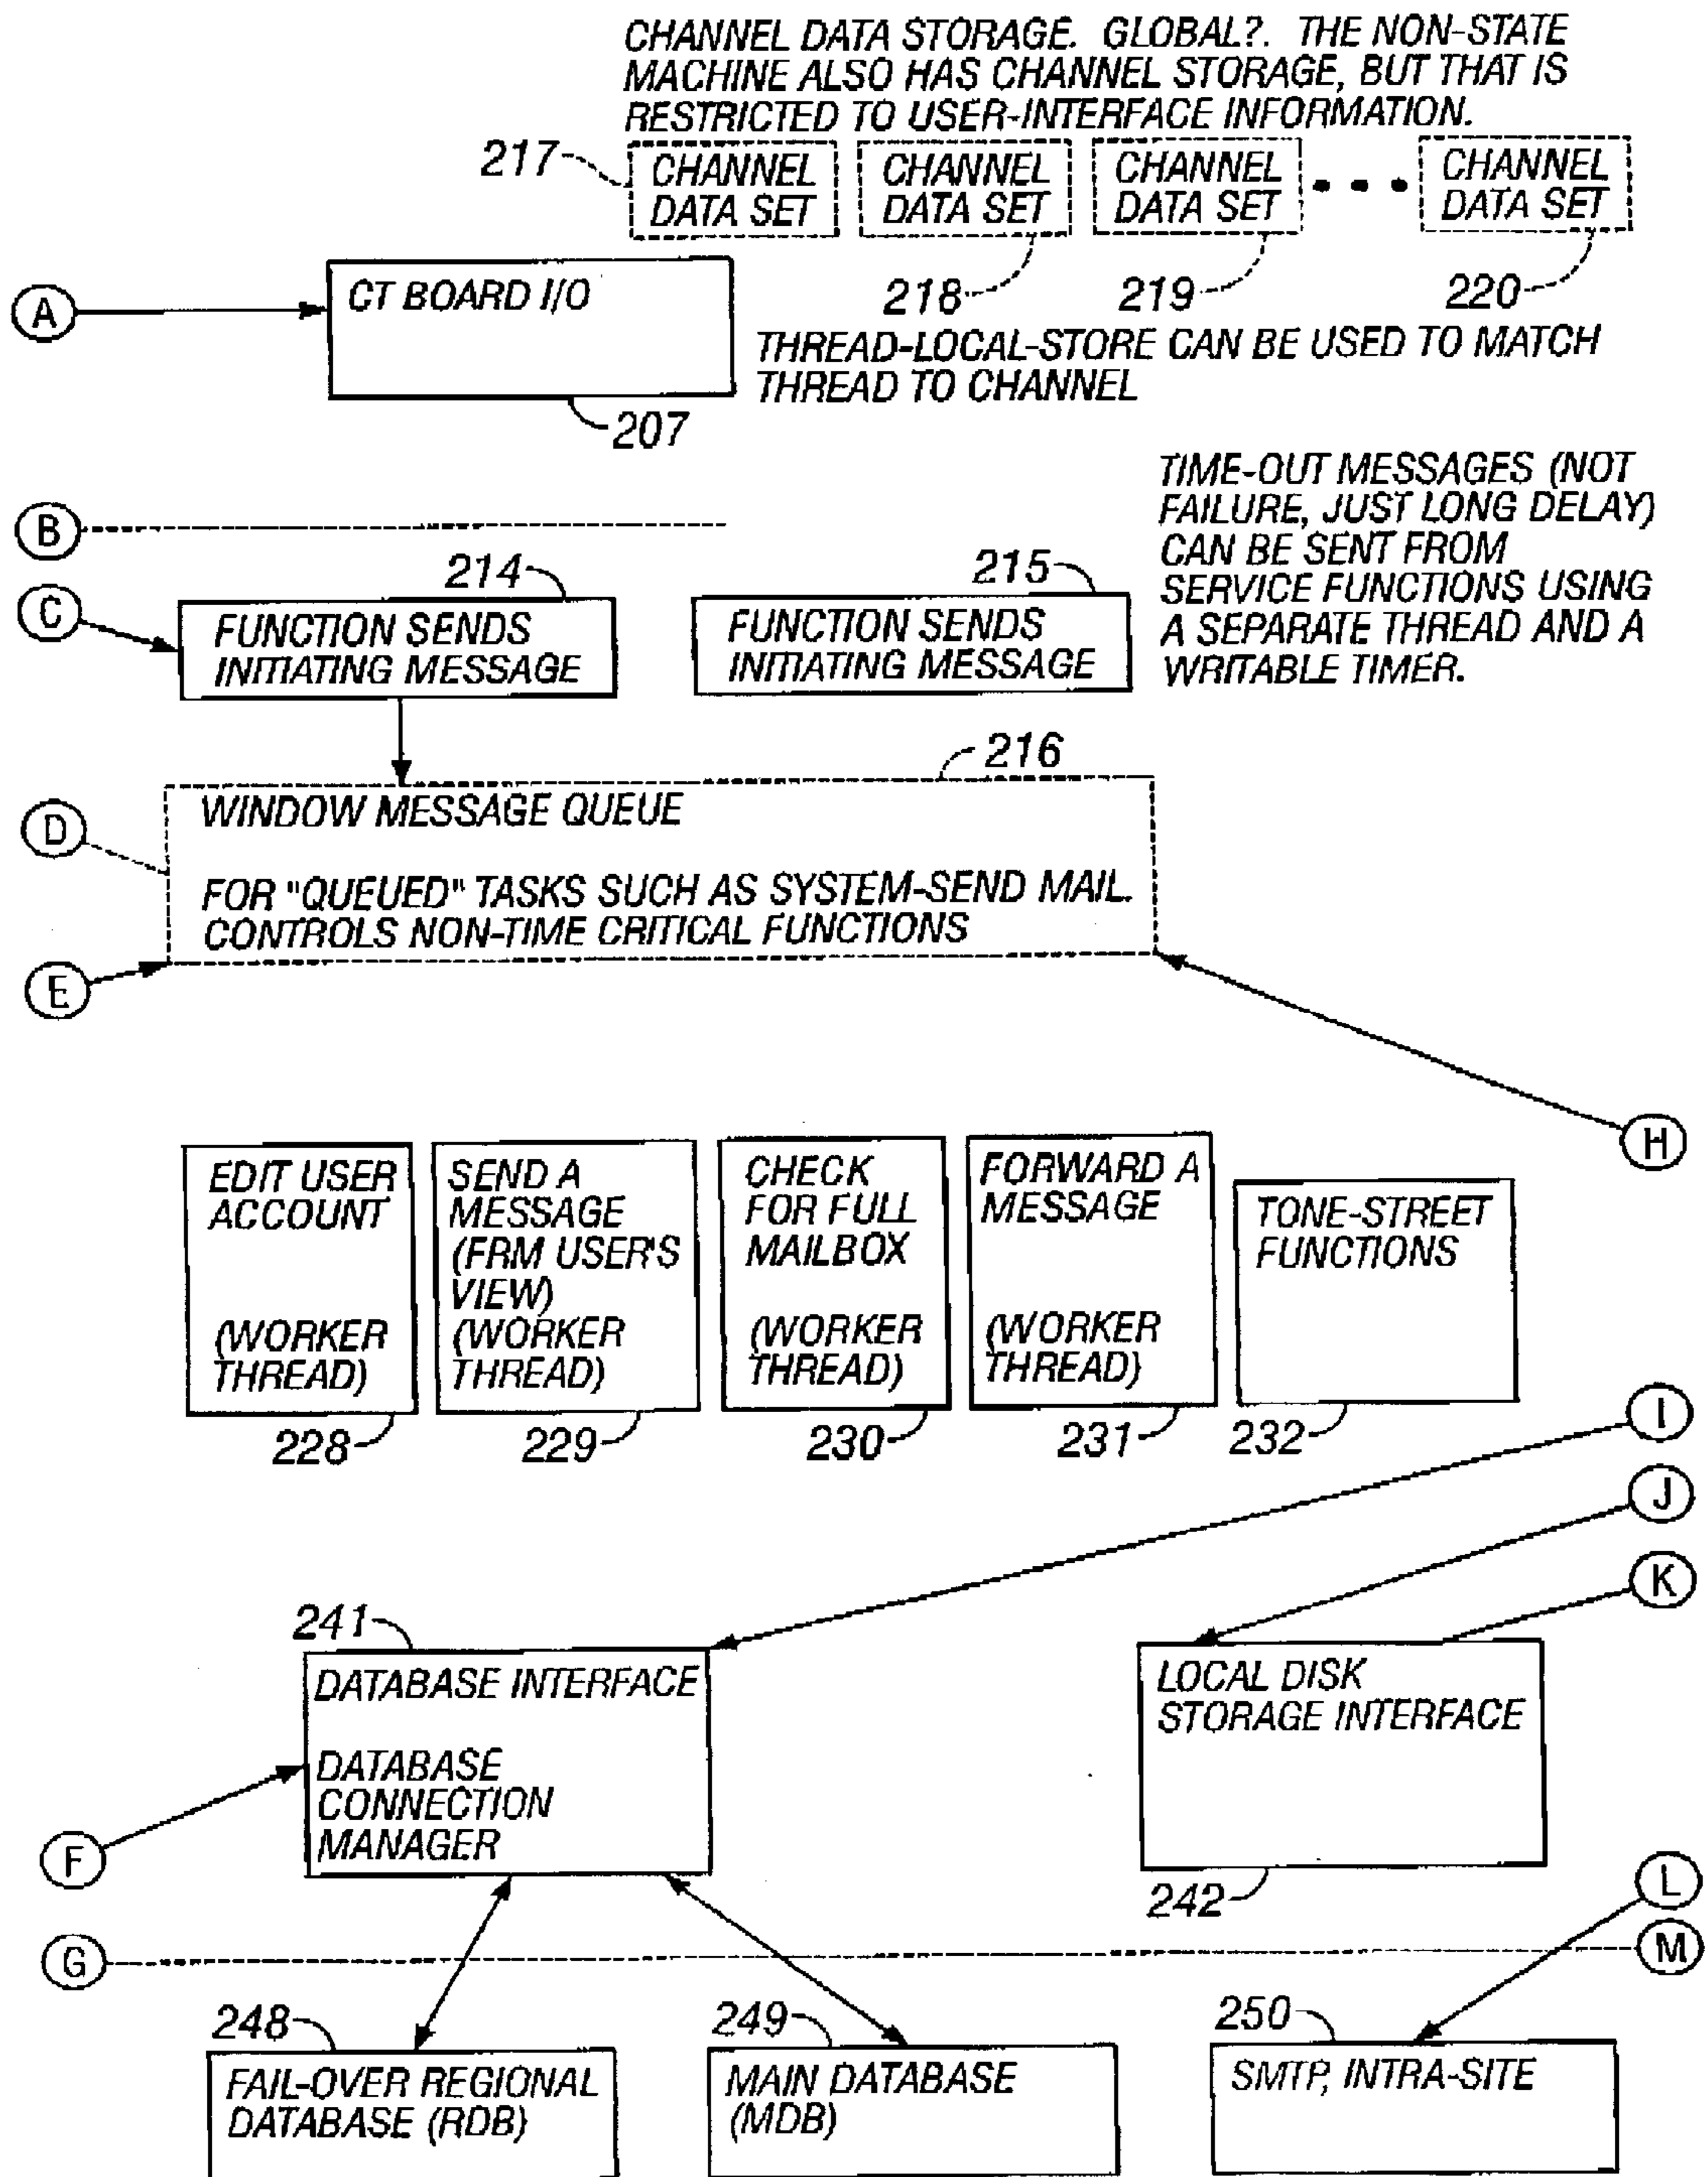 CHANNEL DATA STORAGE. GLOBAL?. THE NON-STATE
MACHINE ALSO HAS CHANNEL STORAGE, BUT THAT IS
RESTRICTED TO USER-INTERFACE INFORMATION.
217
CHANNEL
DATA SET
CHANNEL
DATA SET
CHANNEL
DATA SET
CHANNEL
DATA SET
218
219
220
A
CT BOARD I/O
207
THREAD-LOCAL-STORE CAN BE USED TO MATCH
THREAD TO CHANNEL
TIME-OUT MESSAGES (NOT
FAILURE, JUST LONG DELAY)
CAN BE SENT FROM
SERVICE FUNCTIONS USING
A SEPARATE THREAD AND A
WRITABLE TIMER.
B
C
214
FUNCTION SENDS
INITIATING MESSAGE
215
FUNCTION SENDS
INITIATING MESSAGE
216
D
WINDOW MESSAGE QUEUE
FOR "QUEUED" TASKS SUCH AS SYSTEM-SEND MAIL.
CONTROLS NON-TIME CRITICAL FUNCTIONS
E
H
EDIT USER
ACCOUNT
(WORKER
THREAD)
228
SEND A
MESSAGE
(FRM USER'S
VIEW)
(WORKER
THREAD)
229
CHECK
FOR FULL
MAILBOX
(WORKER
THREAD)
230
FORWARD A
MESSAGE
(WORKER
THREAD)
231
TONE-STREET
FUNCTIONS
232
I
J
K
241
DATABASE INTERFACE
DATABASE
CONNECTION
MANAGER
LOCAL DISK
STORAGE INTERFACE
242
F
L
G
M
248
FAIL-OVER REGIONAL
DATABASE (RDB)
249
MAIN DATABASE
(MDB)
250
SMTP, INTRA-SITE